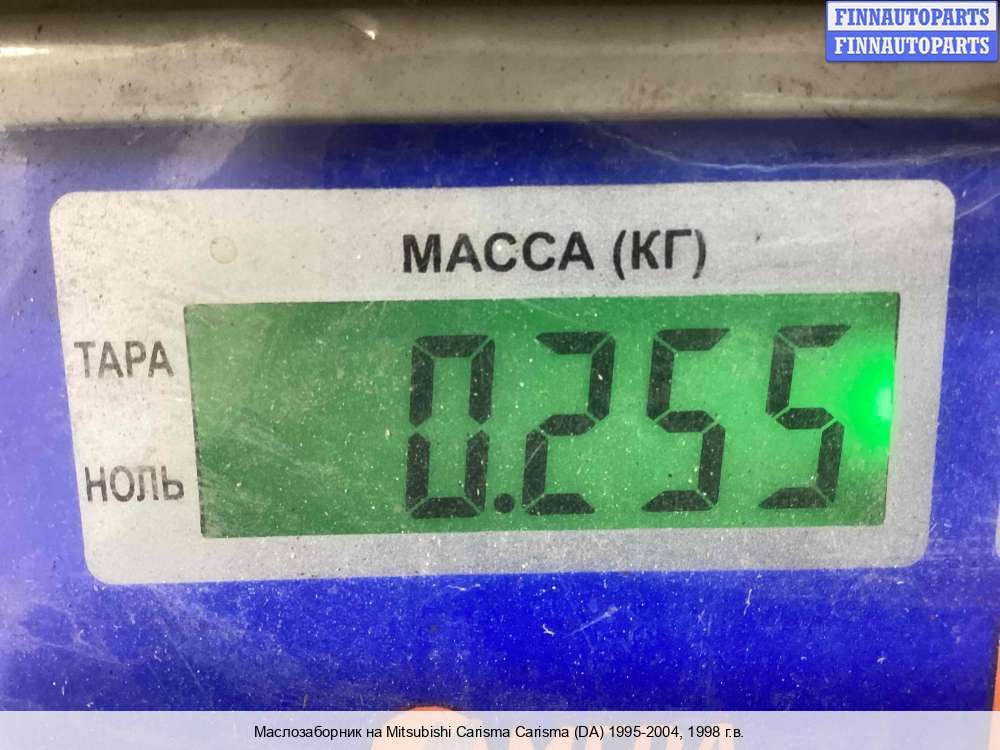 FINNAUTOPARTS
FINNAUTOPARTS
МАССА (КГ)
ТАРА
0.255
НОЛЬ
Маслозаборник на Mitsubishi Carisma Carisma (DA) 1995-2004, 1998 г.в.